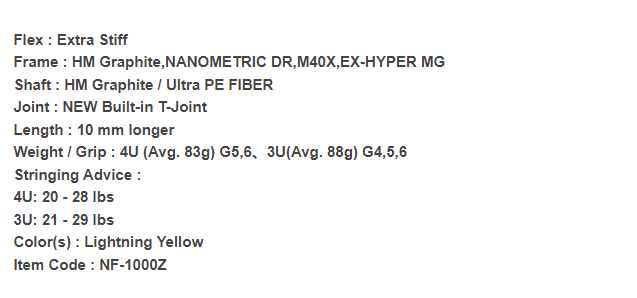 Flex : Extra Stiff
Frame : HM Graphite,NANOMETRIC DR,M40X,EX-HYPER MG
Shaft : HM Graphite / Ultra PE FIBER
Joint : NEW Built-in T-Joint
Length : 10 mm longer
Weight / Grip : 4U (Avg. 83g) G5,6、3U(Avg. 88g) G4,5,6
Stringing Advice :
4U: 20 - 28 lbs
3U: 21 - 29 lbs
Color(s) : Lightning Yellow
Item Code : NF-1000Z